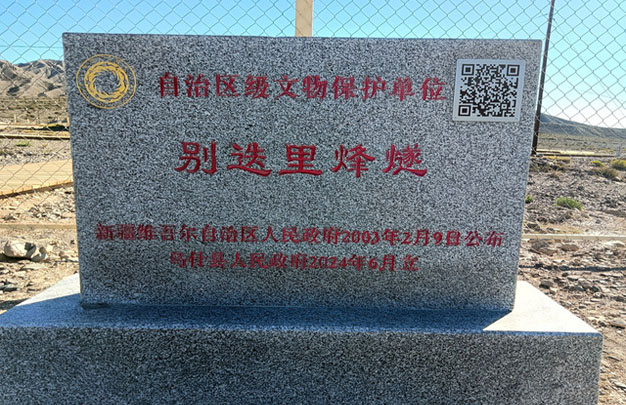 自治区级文物保护单位
别迭里烽燧
新疆维吾尔自治区人民政府2003年2月9日公布
乌什县人民政府2024年6月立